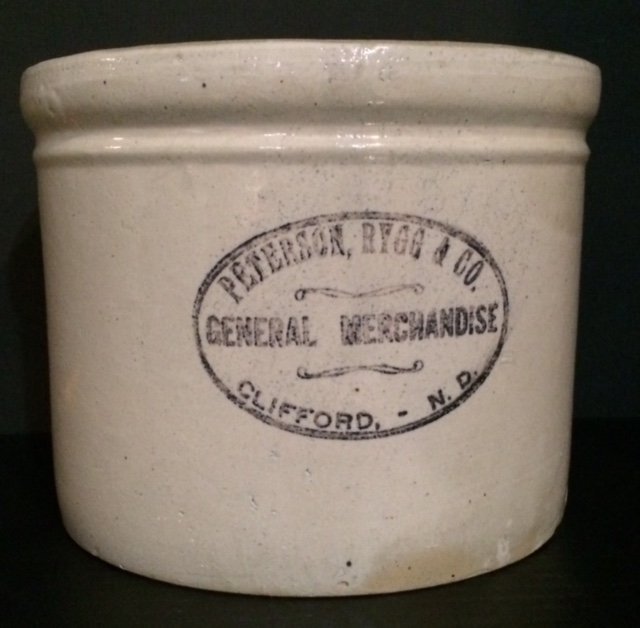 PETERSON, RYGG & CO.
GENERAL MERCHANDISE
CLIFFORD, - N. D.